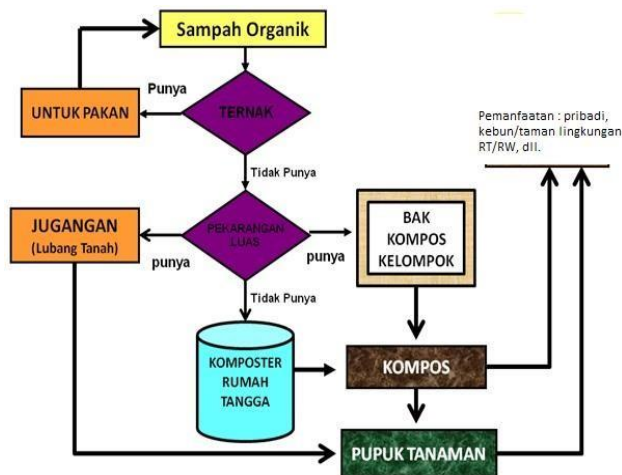 Sampah Organik
Punya
UNTUK PAKAN
TERNAK
Pemanfaatan : pribadi,
kebun/taman lingkungan
RT/RW, dll.
Tidak Punya
JUGANGAN
(Lubang Tanah)
punya
PEKARANGAN
LUAS
punya
BAK
KOMPOS
KELOMPOK
Tidak Punya
KOMPOSTER
RUMAH
TANGGA
KOMPOS
PUPUK TANAMAN